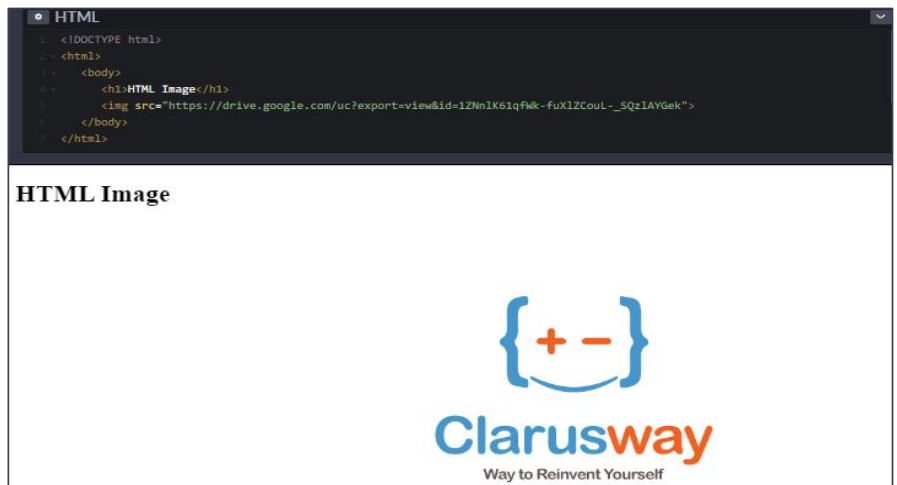 HTML
1 <!DOCTYPE html>
2 <html>
3 <body>
4 <h1>HTML Image</h1>
5 <img src="https://drive.google.com/uc?export=view&id=1ZNnlK61qfWk-fuXlZCouL-_SQzlAYGek">
6 </body>
7 </html>
HTML Image
{+-}
Clarusway
Way to Reinvent Yourself